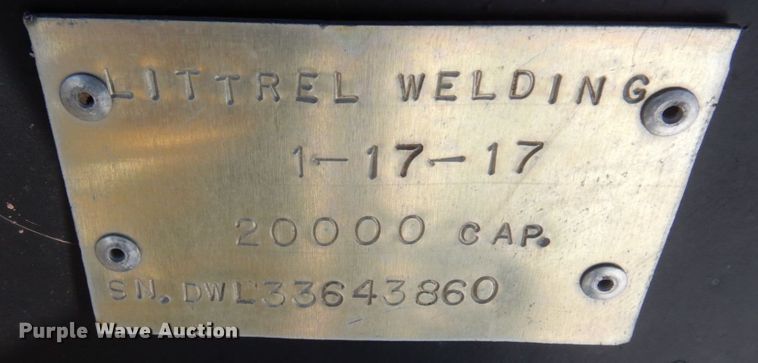 LITTREL WELDING
1-17-17
20000 CAP.
SN. DWL33643860
Purple Wave Auction